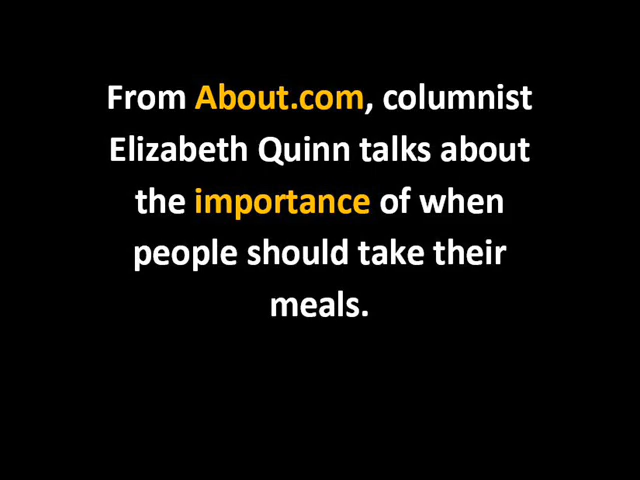 From About.com, columnist
Elizabeth Quinn talks about
the importance of when
people should take their
meals.